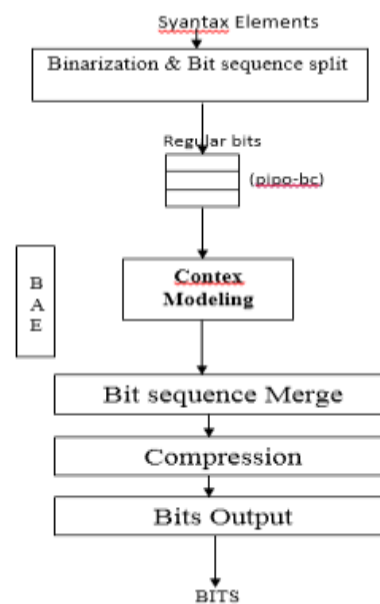 Syantax Elements
Binarization & Bit sequence split
Regular bits
(pipo-bc)
Contex
Modeling
B
A
E
Bit sequence Merge
Compression
Bits Output
BITS